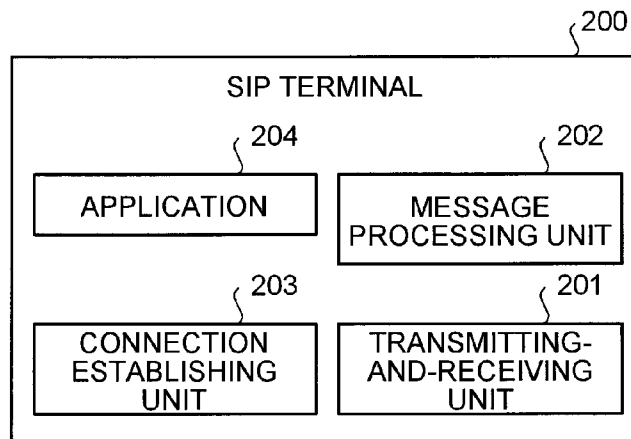 200
SIP TERMINAL
204
202
APPLICATION
MESSAGE
PROCESSING UNIT
203
201
CONNECTION
ESTABLISHING
UNIT
TRANSMITTING-
AND-RECEIVING
UNIT